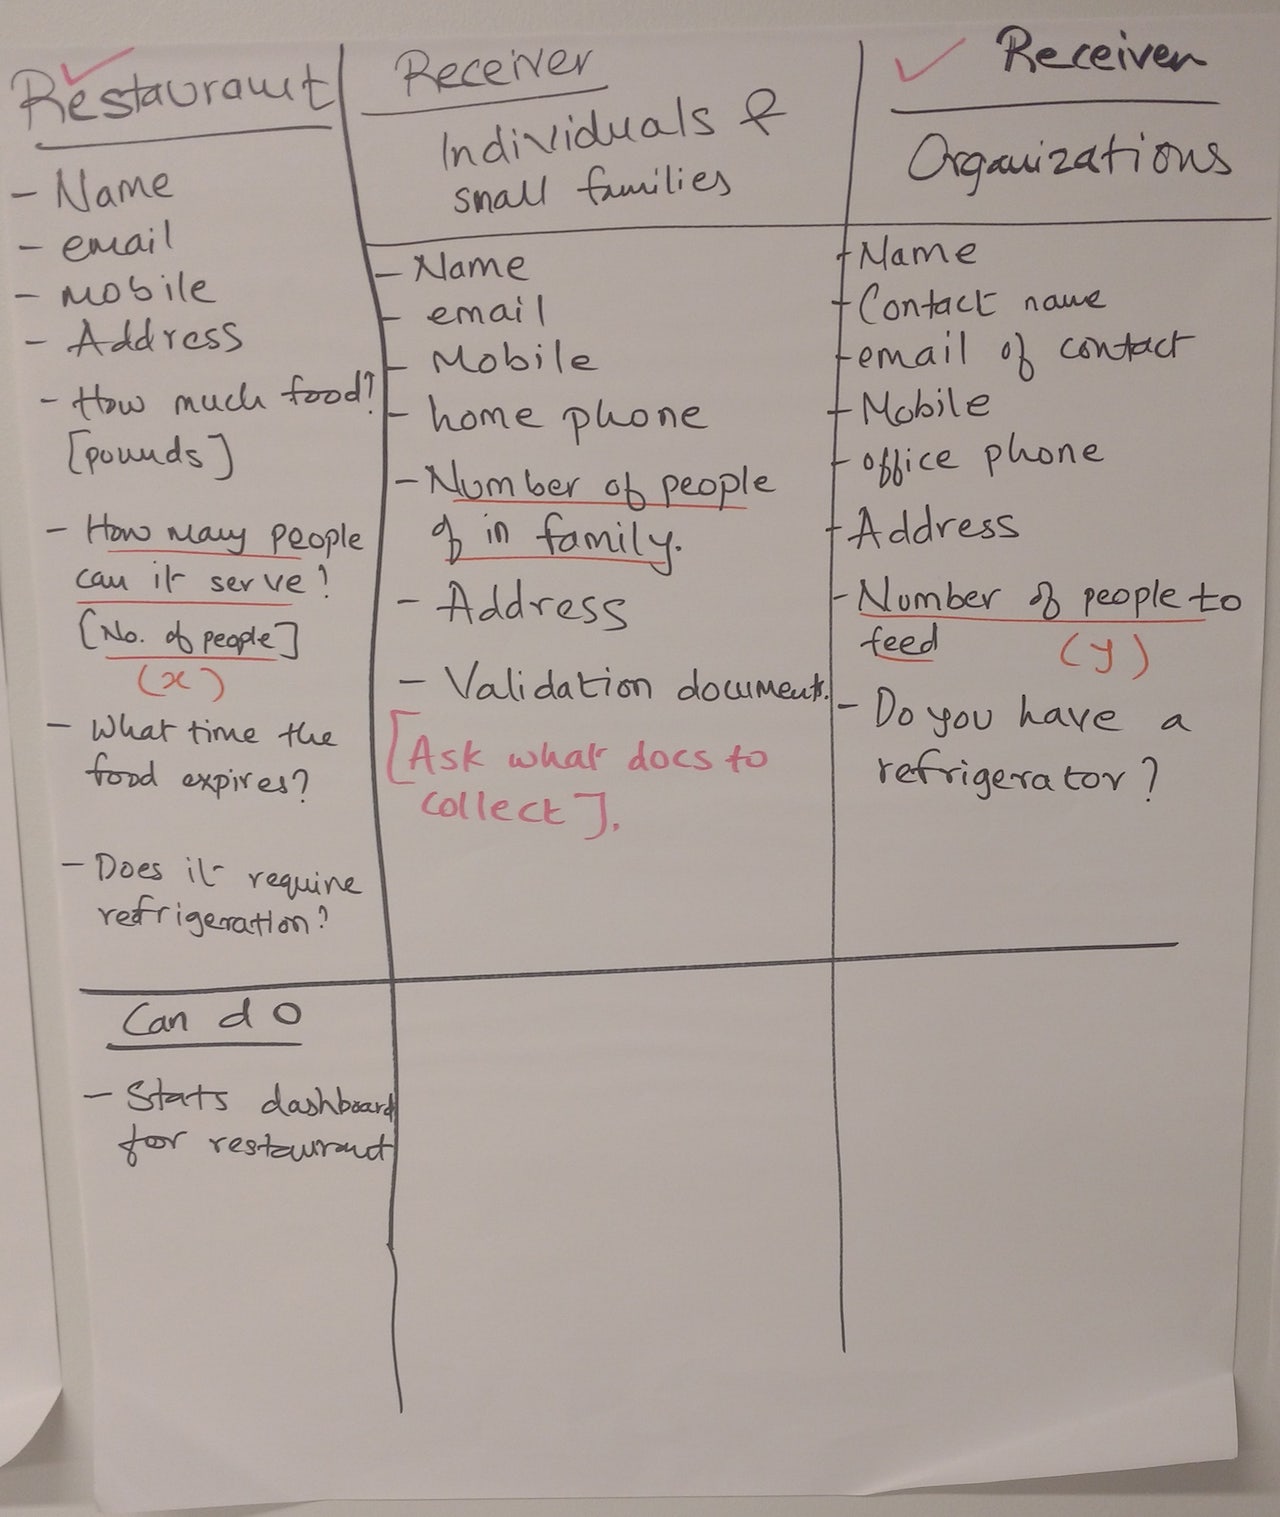 Restaurant
- Name
- email
- Mobile
- Address
- How much food?
[pounds]
- How many people
can it serve?
[No. of people]
(x)
- What time the
food expires?
- Does it require
refrigeration?
Can do
- Stats dashboard
for restaurant
Receiver
Individuals &
small families
- Name
- email
- Mobile
- home phone
- Number of people
of in family.
- Address
- Validation document.
[Ask what docs to
collect].
✓ Receiver
Organizations
- Name
- Contact name
- email of contact
- Mobile
- office phone
- Address
- Number of people to
feed (y)
- Do you have a
refrigerator?